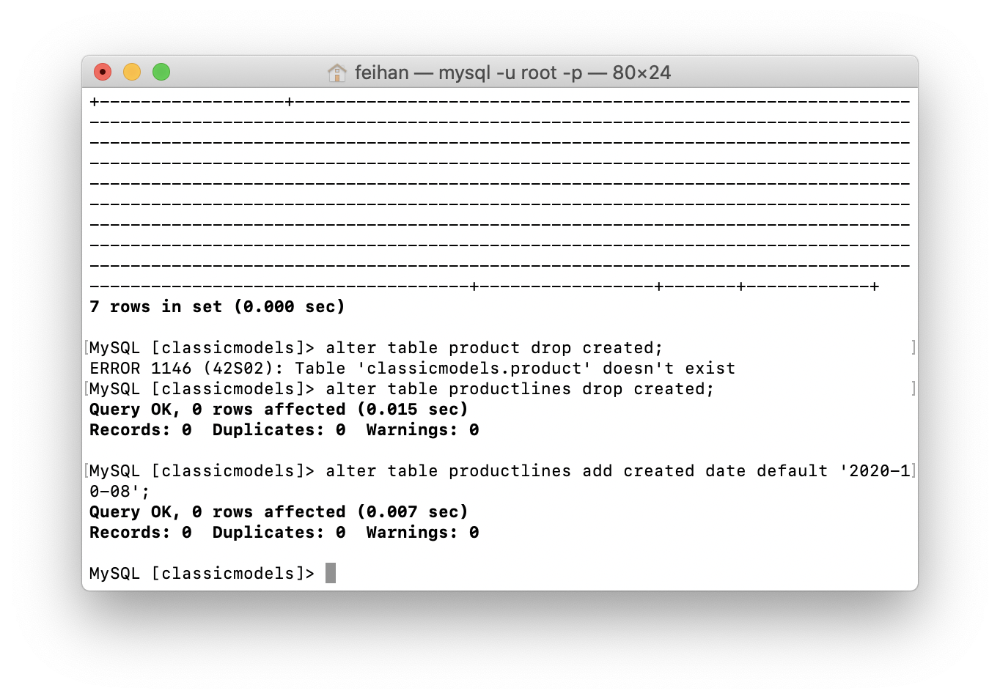 feihan — mysql -u root -p — 80×24
+------------------+------------------------------------------------------------
--------------------------------------------------------------------------------
--------------------------------------------------------------------------------
--------------------------------------------------------------------------------
--------------------------------------------------------------------------------
--------------------------------------------------------------------------------
--------------------------------------------------------------------------------
--------------------------------------------------------------------------------
--------------------------------------------------------------------------------
-------------------------------------+-----------------+-------+------------+
7 rows in set (0.000 sec)
[MySQL [classicmodels]> alter table product drop created; ]
ERROR 1146 (42S02): Table 'classicmodels.product' doesn't exist
[MySQL [classicmodels]> alter table productlines drop created; ]
Query OK, 0 rows affected (0.015 sec)
Records: 0  Duplicates: 0  Warnings: 0
[MySQL [classicmodels]> alter table productlines add created date default '2020-1]
0-08';
Query OK, 0 rows affected (0.007 sec)
Records: 0  Duplicates: 0  Warnings: 0
MySQL [classicmodels]>